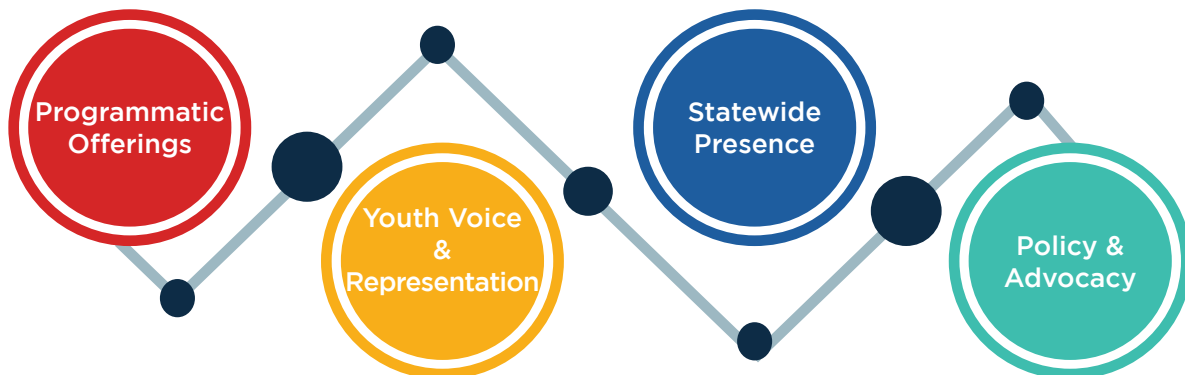 Programmatic
Offerings
Youth Voice
&
Representation
Statewide
Presence
Policy &
Advocacy